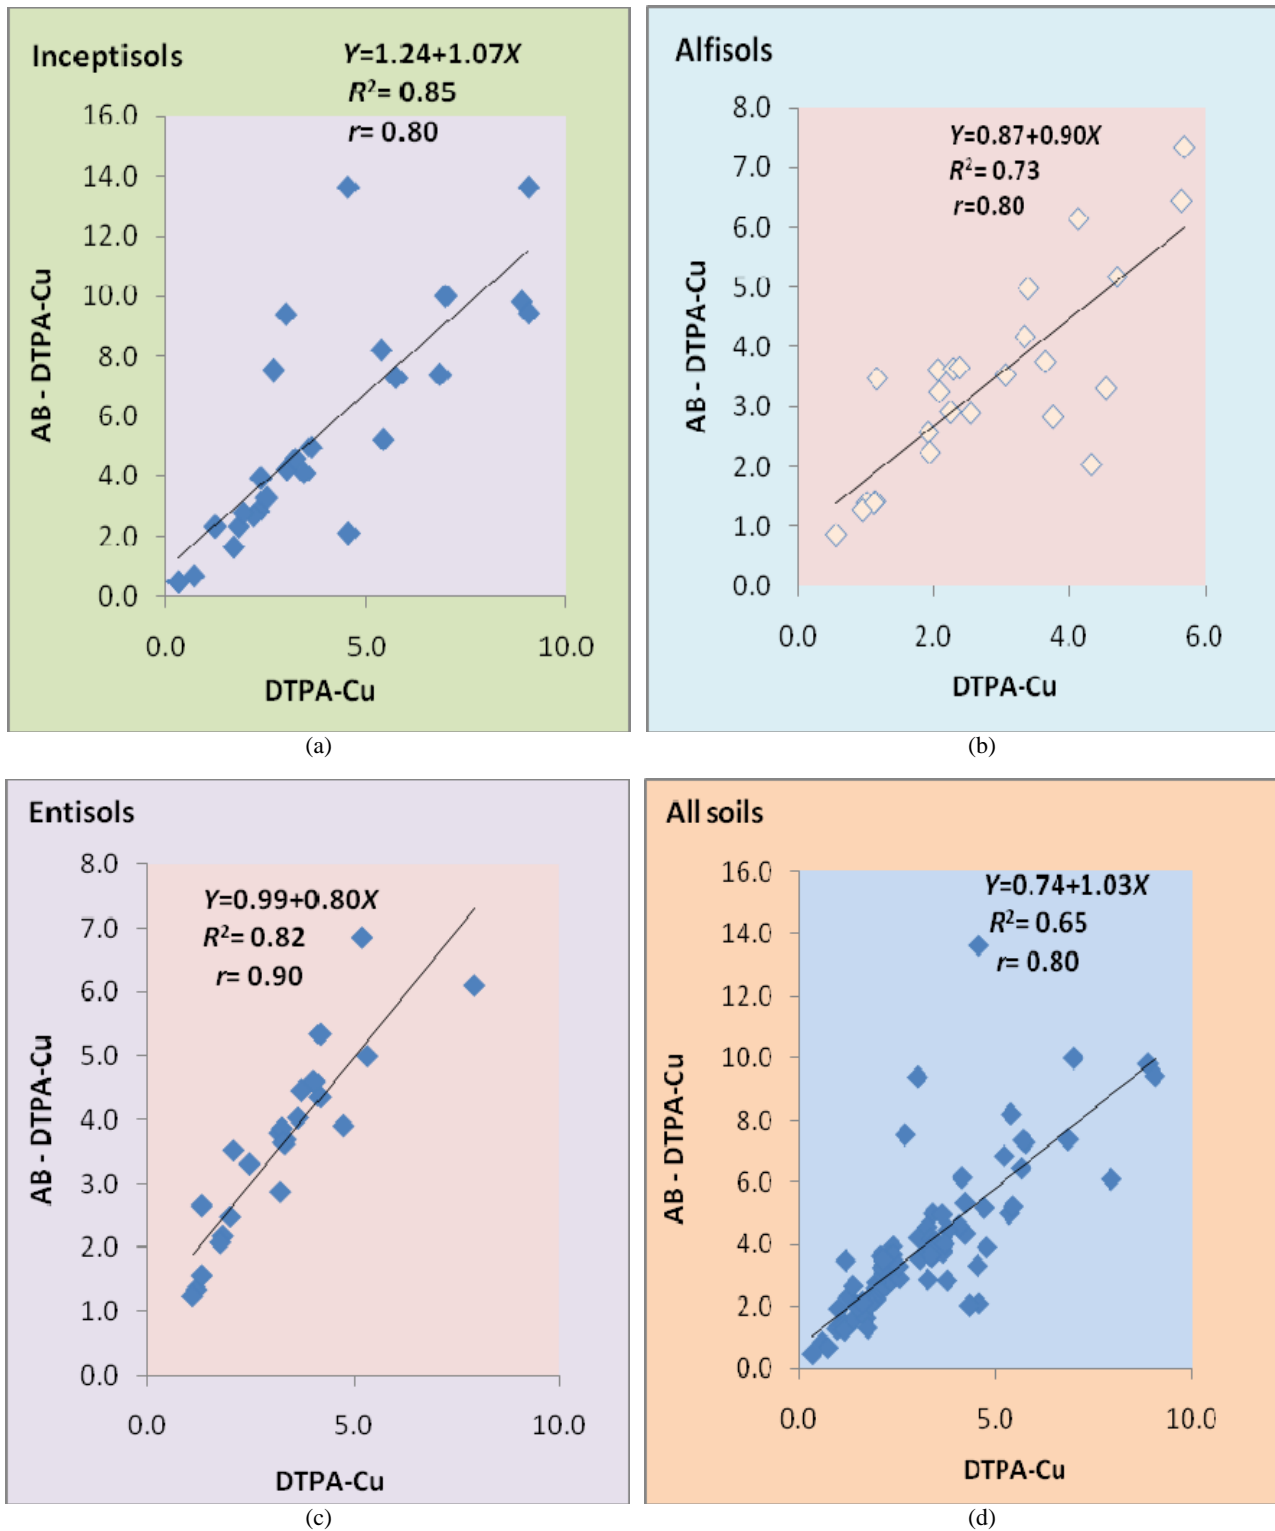 Inceptisols
Y=1.24+1.07X
R²= 0.85
r= 0.80
16.0
14.0
12.0
10.0
8.0
6.0
4.0
2.0
0.0
AB - DTPA-Cu
0.0 5.0 10.0
DTPA-Cu
(a)
Alfisols
Y=0.87+0.90X
R²= 0.73
r=0.80
8.0
7.0
6.0
5.0
4.0
3.0
2.0
1.0
0.0
AB - DTPA-Cu
0.0 2.0 4.0 6.0
DTPA-Cu
(b)
Entisols
Y=0.99+0.80X
R²= 0.82
r= 0.90
8.0
7.0
6.0
5.0
4.0
3.0
2.0
1.0
0.0
AB - DTPA-Cu
0.0 5.0 10.0
DTPA-Cu
(c)
All soils
Y=0.74+1.03X
R²= 0.65
r= 0.80
16.0
14.0
12.0
10.0
8.0
6.0
4.0
2.0
0.0
AB - DTPA-Cu
0.0 5.0 10.0
DTPA-Cu
(d)